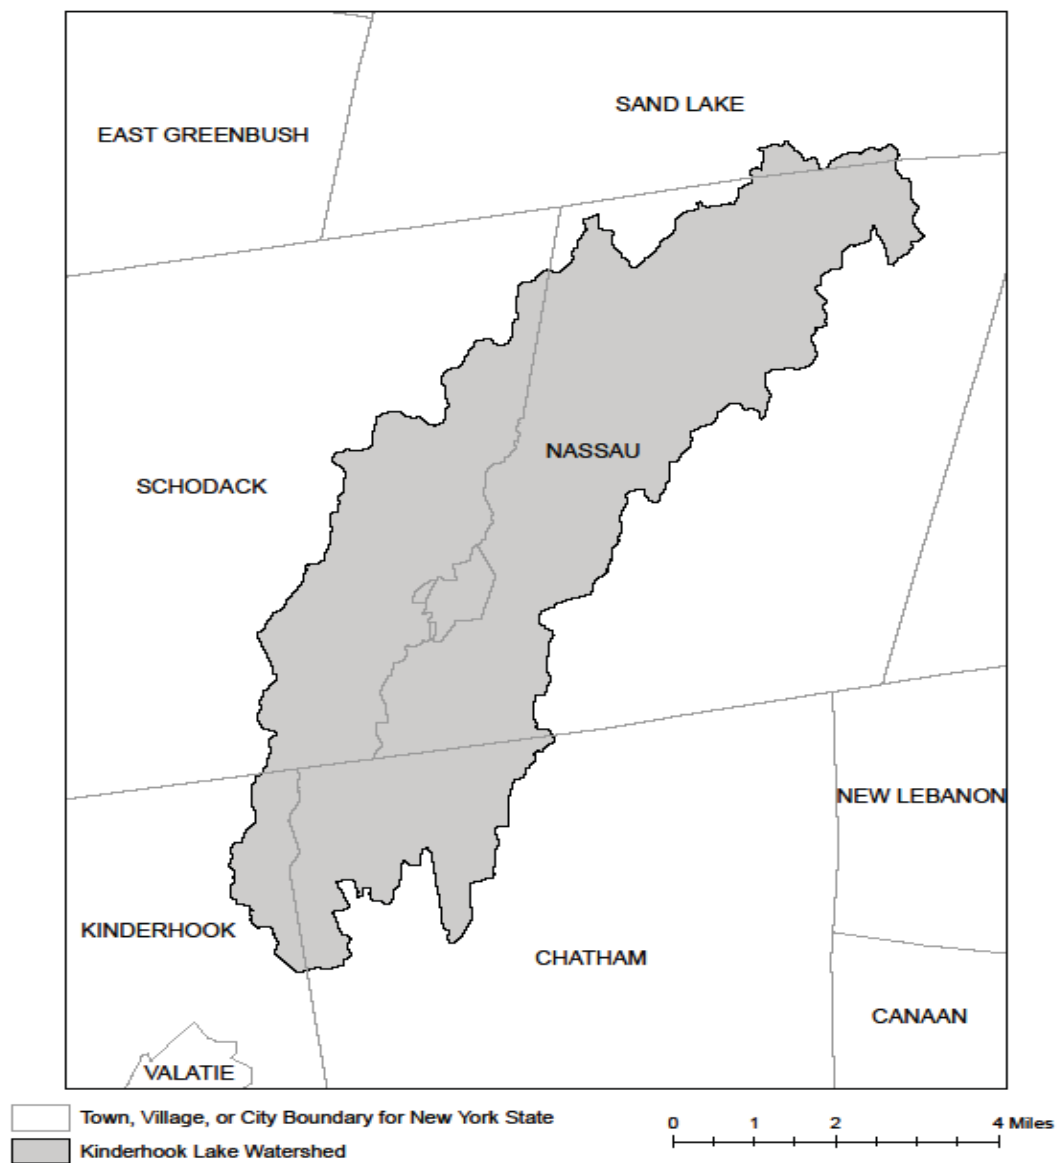 SAND LAKE
EAST GREENBUSH
NASSAU
SCHODACK
NEW LEBANON
KINDERHOOK
CHATHAM
CANAAN
VALATIE
Town, Village, or City Boundary for New York State
Kinderhook Lake Watershed
0 1 2 4 Miles